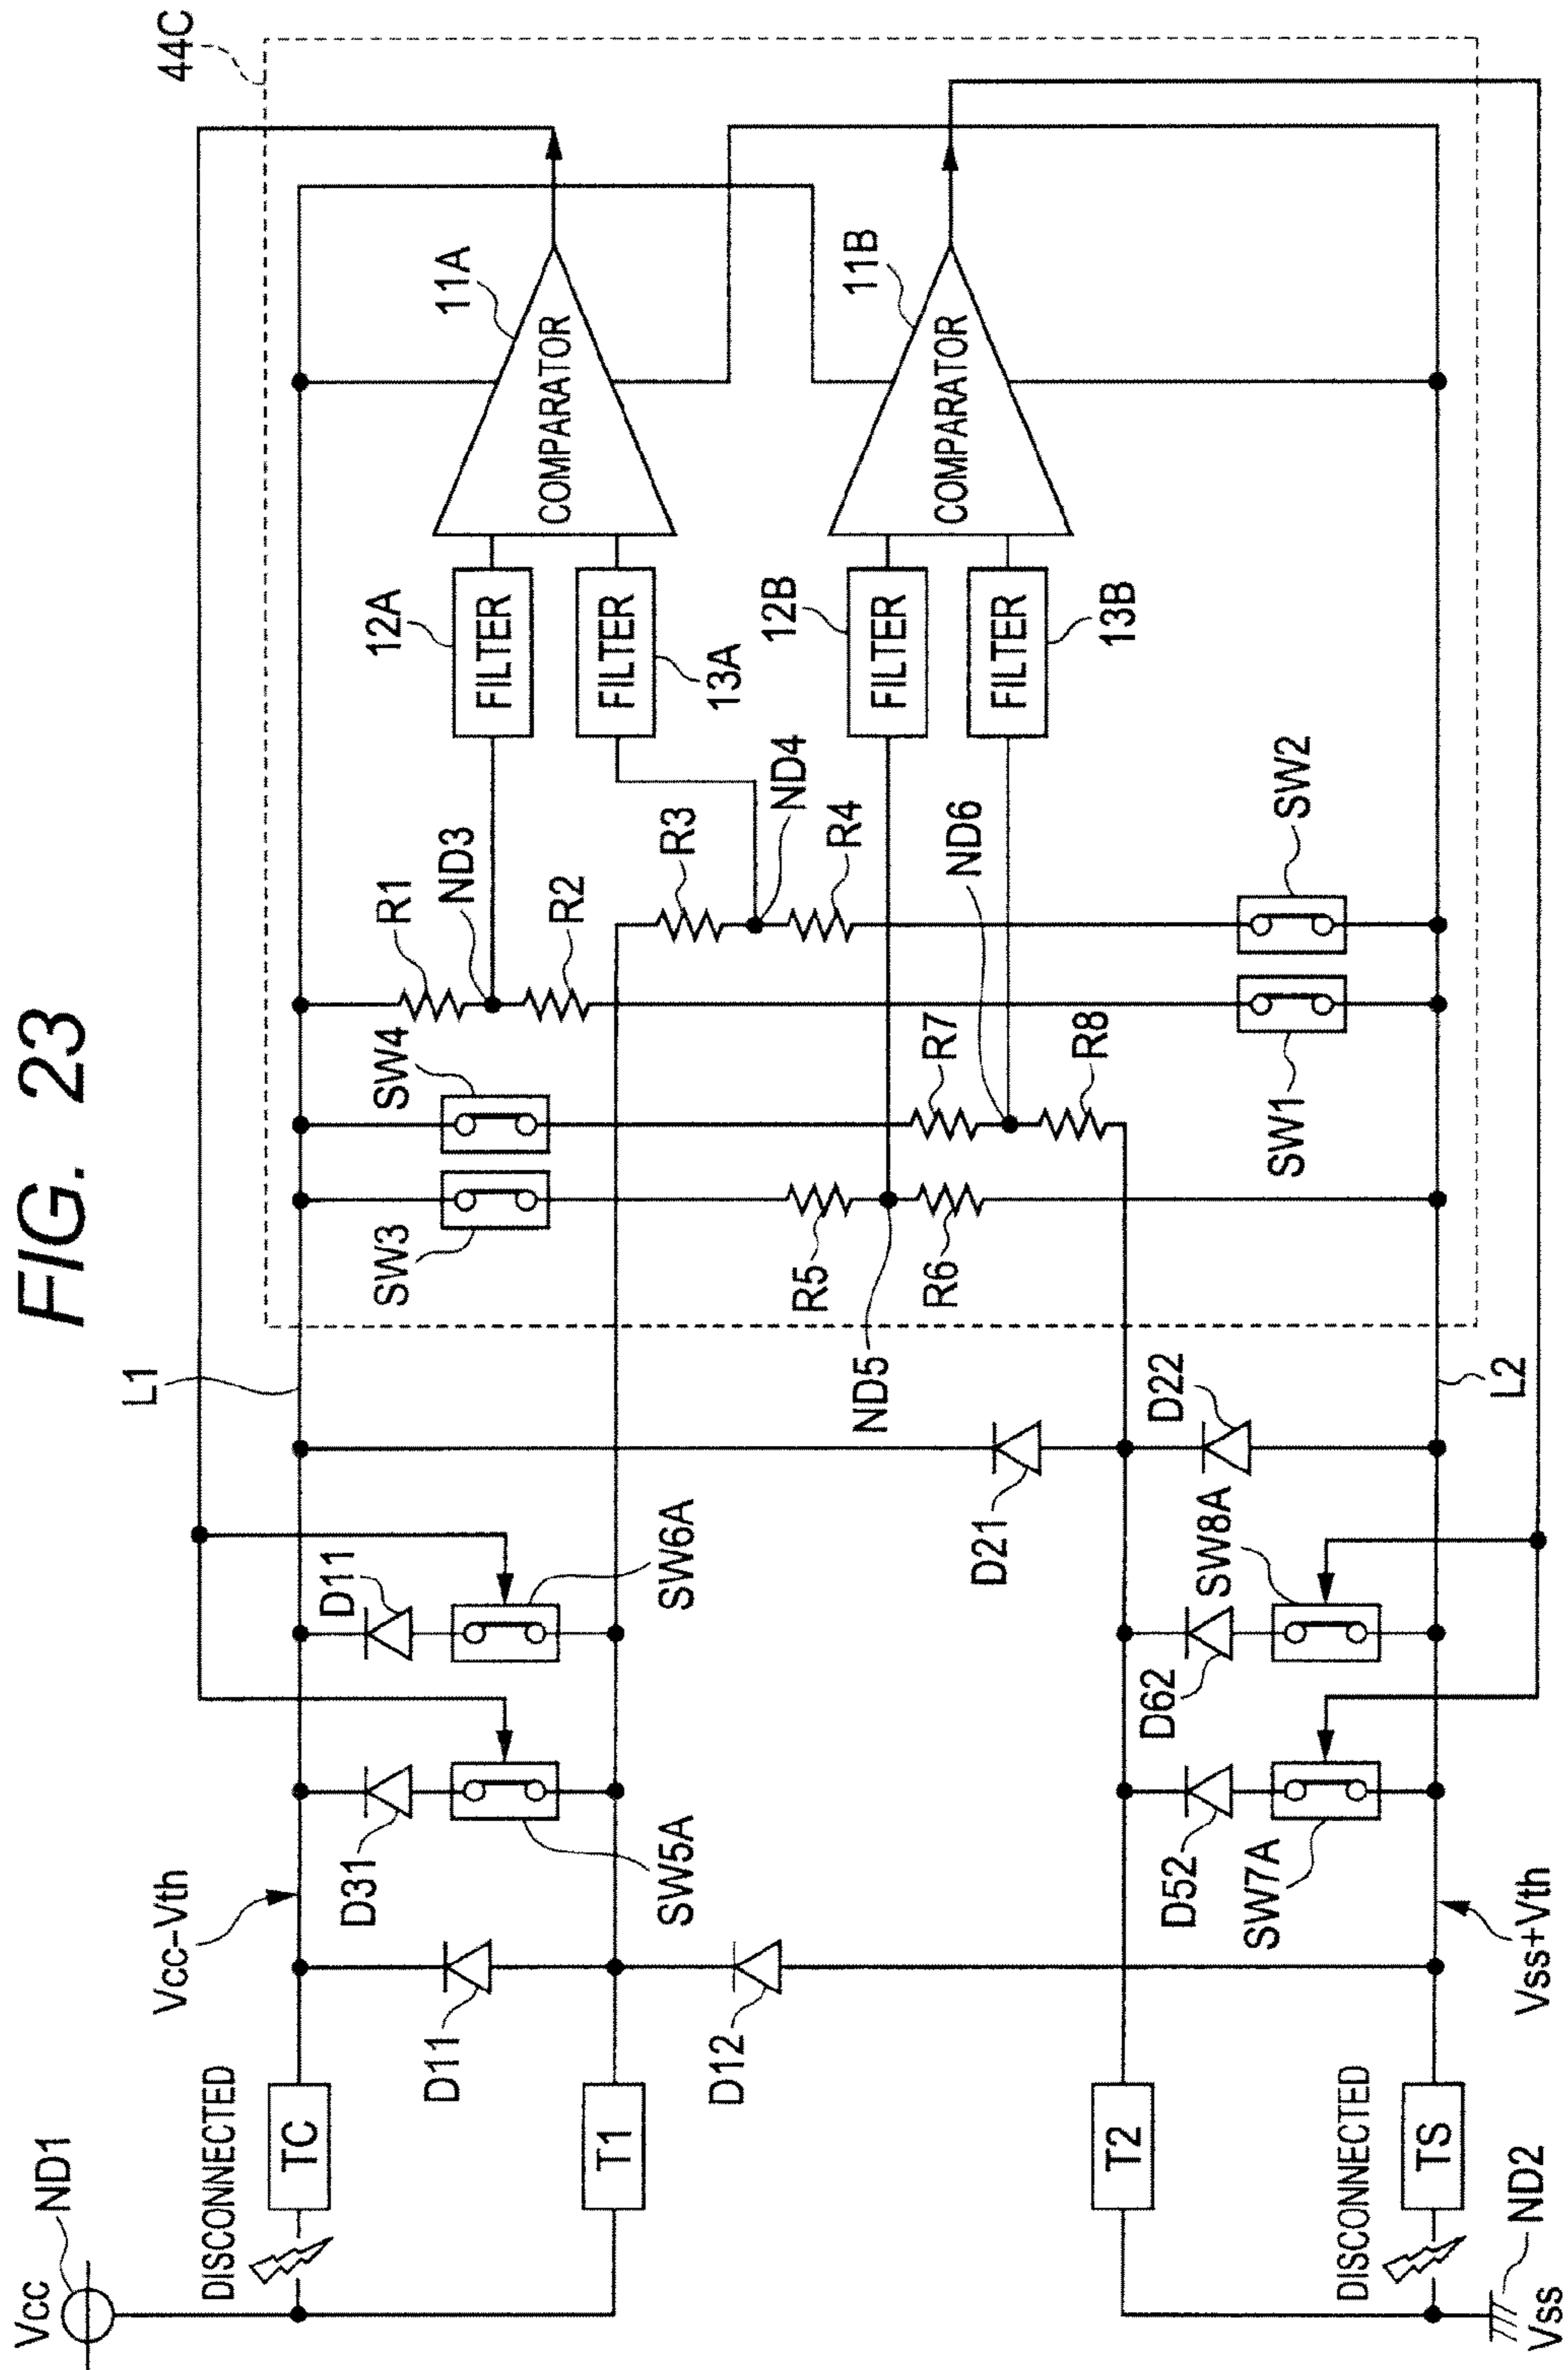 FIG. 23
44C
11A
COMPARATOR
11B
COMPARATOR
12A
FILTER
FILTER
13A
12B
FILTER
FILTER
13B
R1
ND3
R2
R3
ND4
R4
ND6
SW2
SW4
R7
R8
SW1
SW3
R5
R6
ND5
L1
L2
D22
D21
D11
SW6A
SW8A
D62
D31
SW5A
D52
SW7A
Vcc-Vth
Vss+Vth
D11
D12
DISCONNECTED
TC
T1
T2
DISCONNECTED
TS
ND1
Vcc
ND2
Vss